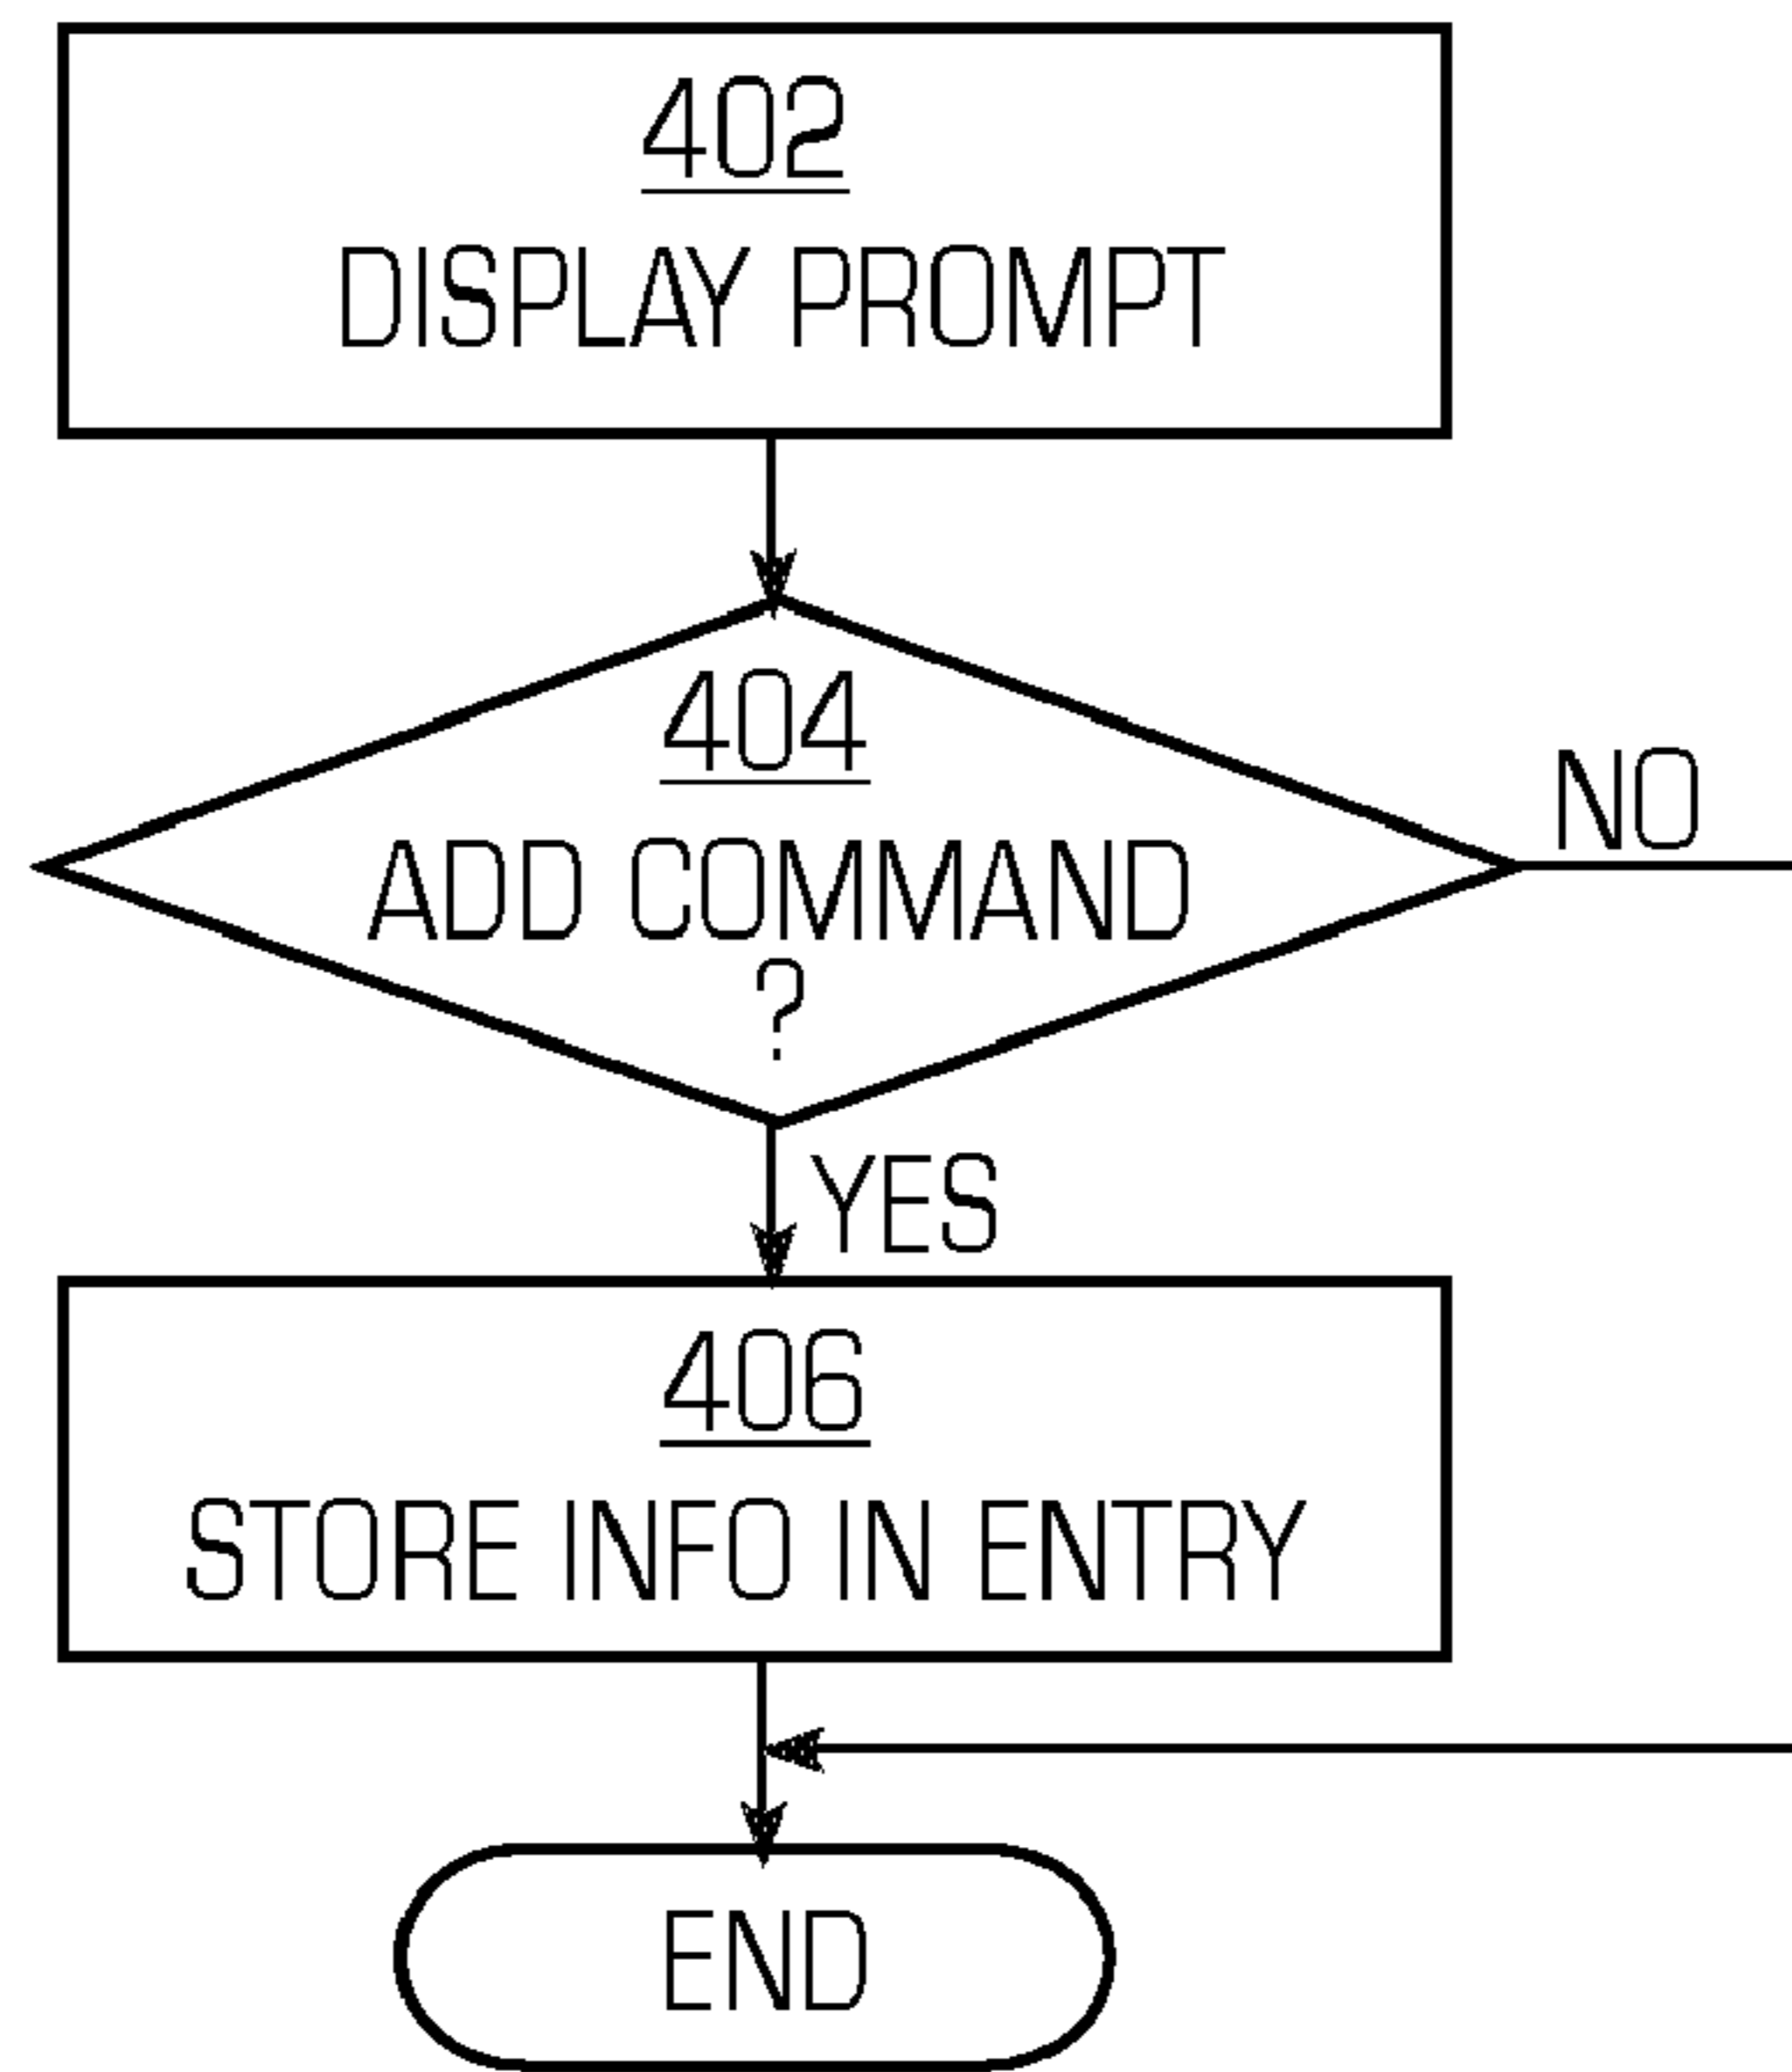 402
DISPLAY PROMPT
404
ADD COMMAND
?
NO
YES
406
STORE INFO IN ENTRY
END